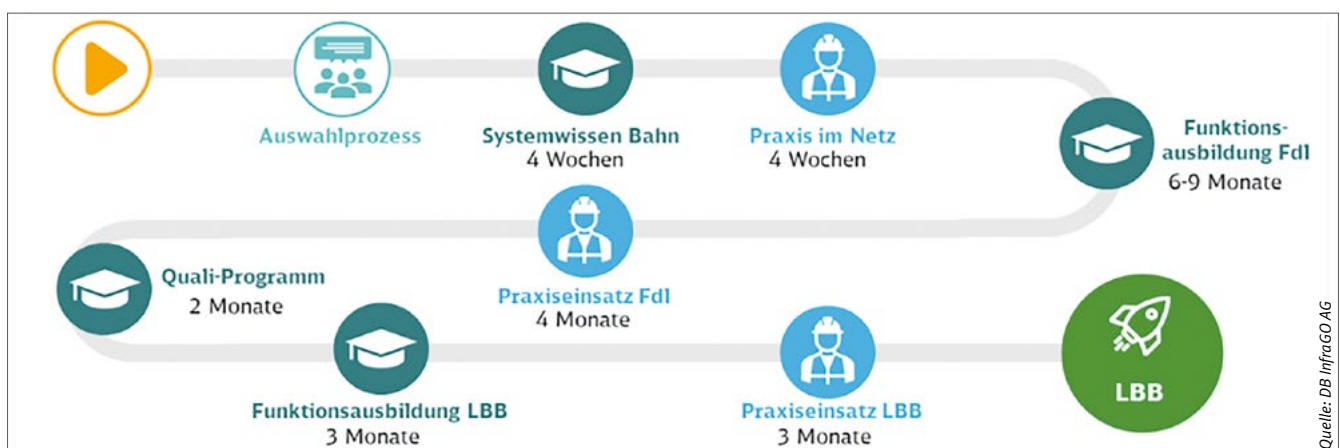 Auswahlprozess
Systemwissen Bahn
4 Wochen
Praxis im Netz
4 Wochen
Funktions-
ausbildung Fdl
6-9 Monate
Praxiseinsatz Fdl
4 Monate
Quali-Programm
2 Monate
Funktionsausbildung LBB
3 Monate
Praxiseinsatz LBB
3 Monate
LBB
Quelle: DB InfraGO AG